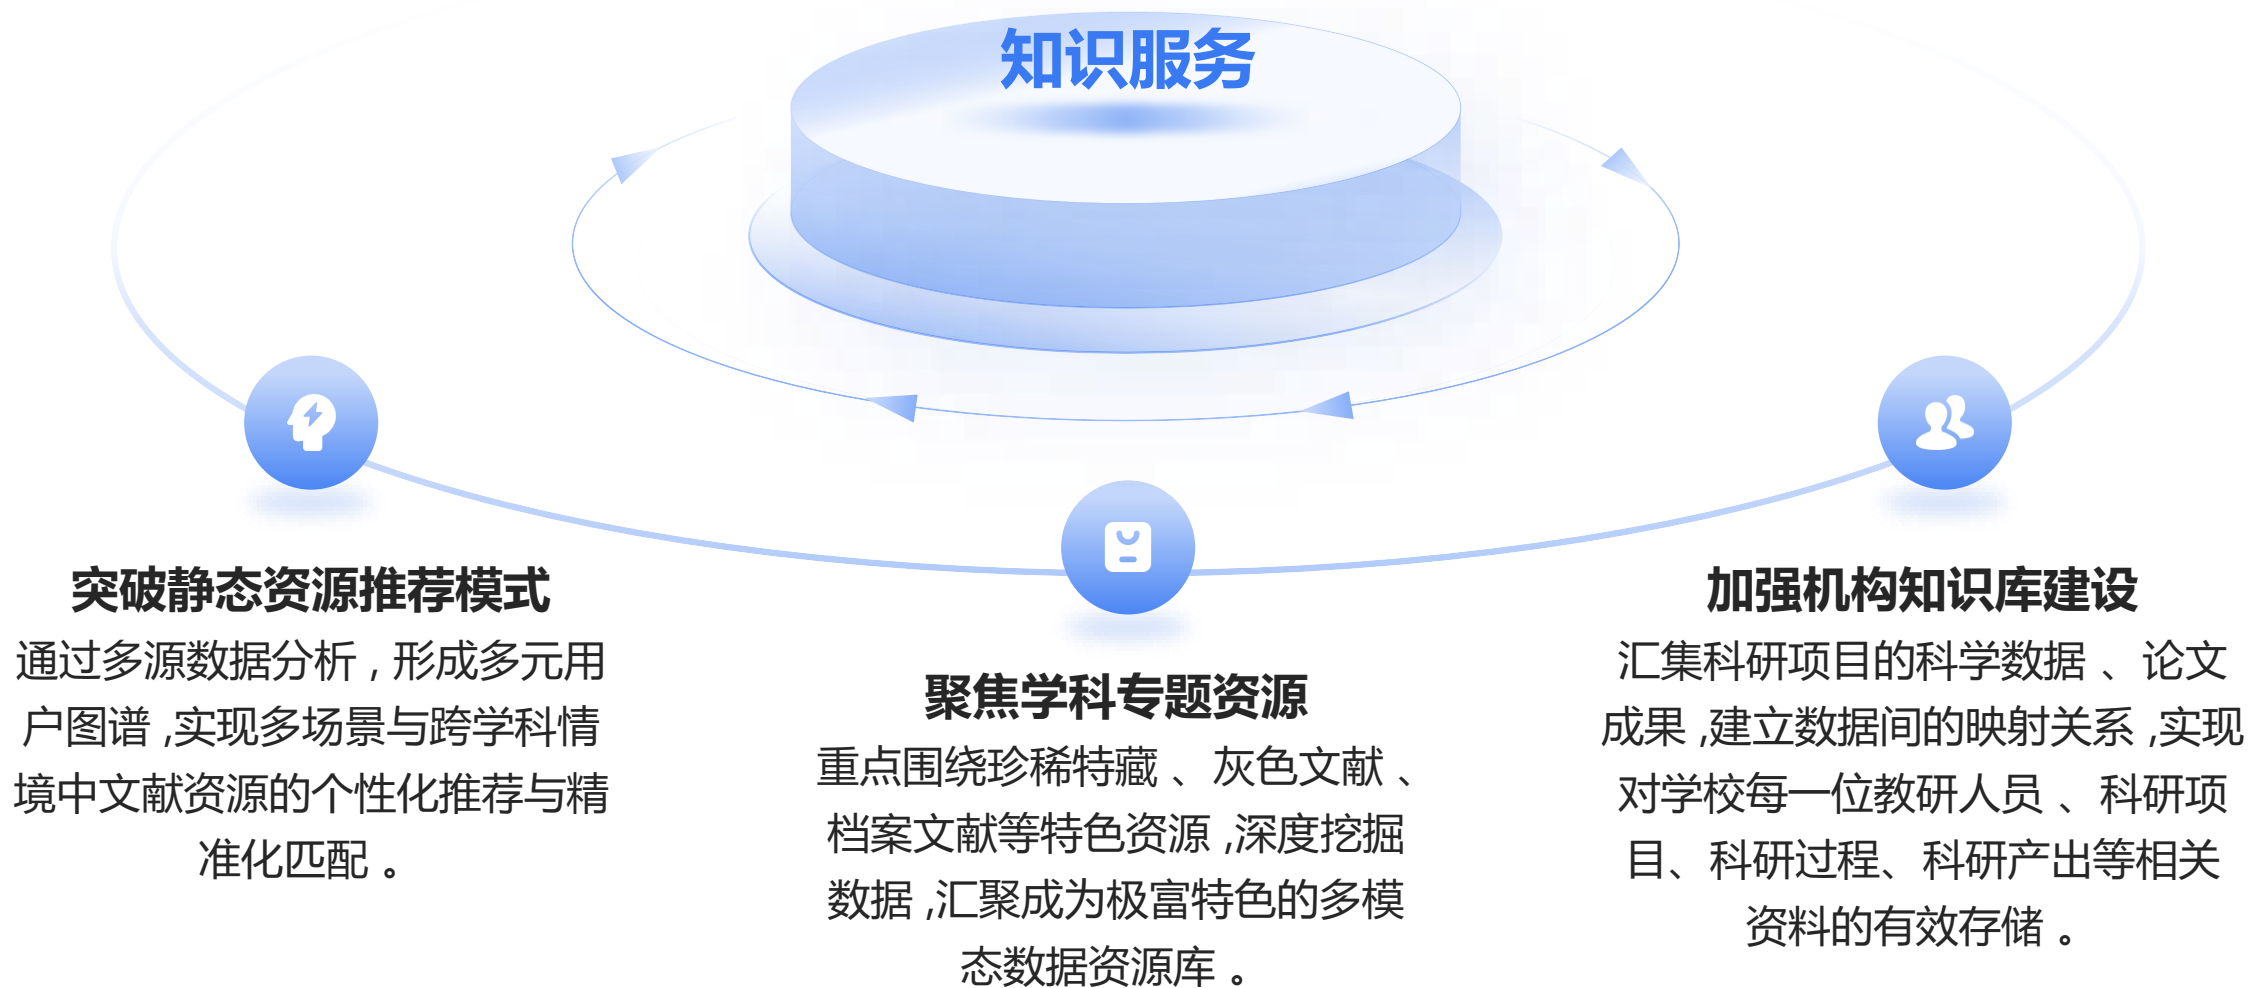 知识服务
突破静态资源推荐模式
通过多源数据分析 , 形成多元用
户图谱 ,实现多场景与跨学科情
境中文献资源的个性化推荐与精
准化匹配 。
聚焦学科专题资源
重点围绕珍稀特藏 、灰色文献 、
档案文献等特色资源 ,深度挖掘
数据 ,汇聚成为极富特色的多模
态数据资源库 。
加强机构知识库建设
汇集科研项目的科学数据 、论文
成果 ,建立数据间的映射关系 ,实现
对学校每一位教研人员 、科研项
目、科研过程、科研产出等相关
资料的有效存储 。